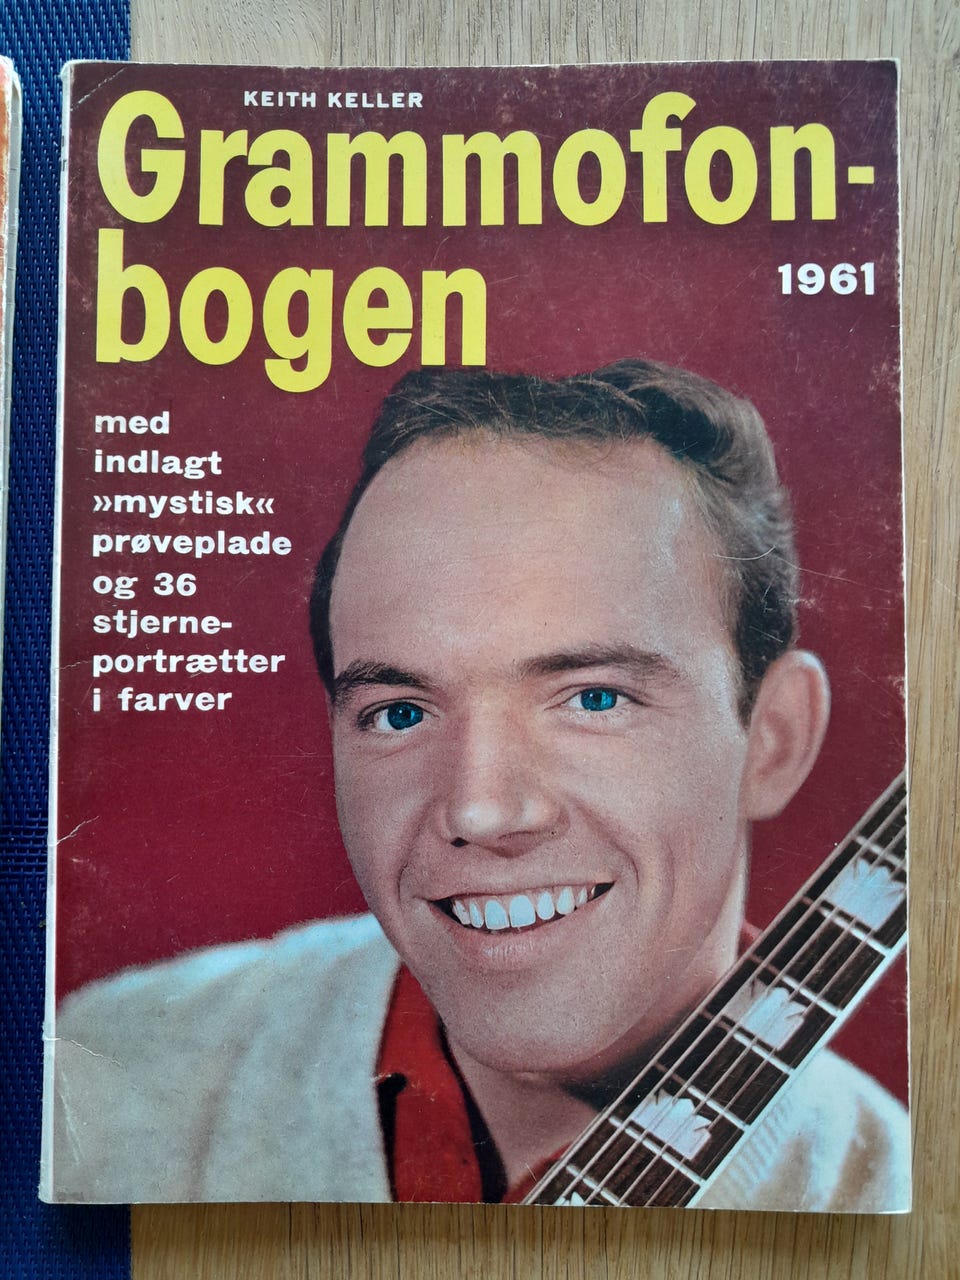 KEITH KELLER
Grammofon-
bogen
1961
med
indlagt
»mystisk«
prøveplade
og 36
stjerne-
portrætter
i farver